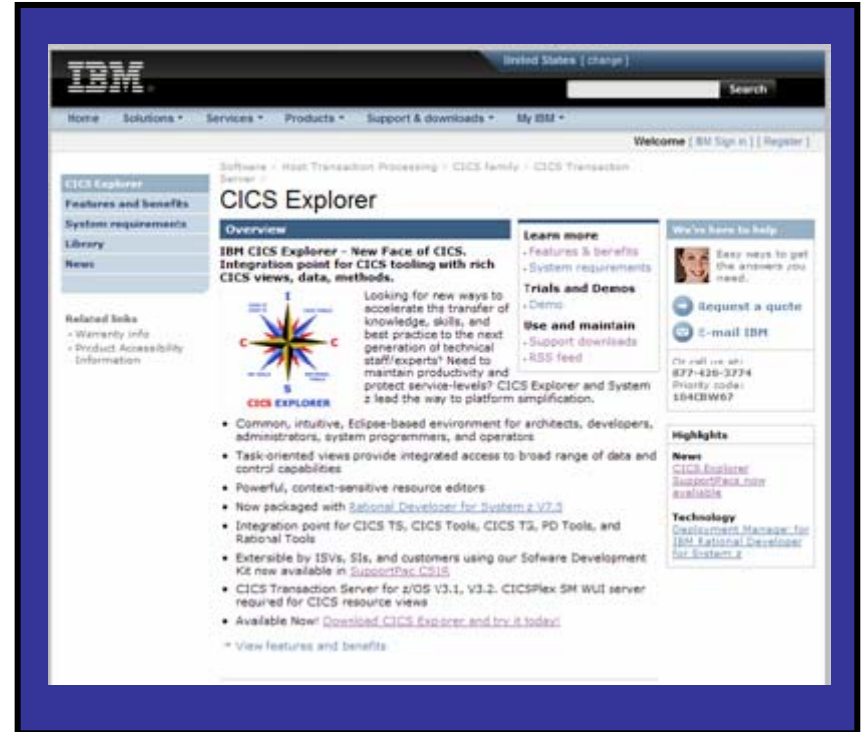 IBM
United States [ change ]
Search
Home Solutions Services Products Support & downloads My IBM
Welcome [ IBM Sign in ] [ Register ]
Software > Host Transaction Processing > CICS family > CICS Transaction
Server >
CICS Explorer
CICS Explorer
Features and benefits
System requirements
Library
News
Related links
• Warranty info
• Product Accessibility
Information
Overview
IBM CICS Explorer - New Face of CICS.
Integration point for CICS tooling with rich
CICS views, data, methods.
I
C
C
S
CICS EXPLORER
Looking for new ways to
accelerate the transfer of
knowledge, skills, and
best practice to the next
generation of technical
staff/experts? Need to
maintain productivity and
protect service-levels? CICS Explorer and System
z lead the way to platform simplification.
• Common, intuitive, Eclipse-based environment for architects, developers,
administrators, system programmers, and operators
• Task-oriented views provide integrated access to broad range of data and
control capabilities
• Powerful, context-sensitive resource editors
• Now packaged with Rational Developer for System z V7.5
• Integration point for CICS TS, CICS Tools, CICS TG, PD Tools, and
Rational Tools
• Extensible by ISVs, SIs, and customers using our Sofware Development
Kit now available in SupportPac CS1R
• CICS Transaction Server for z/OS V3.1, V3.2. CICSPlex SM WUI server
required for CICS resource views
• Available Now! Download CICS Explorer and try it today!
View features and benefits
Learn more
Features & benefits
System requirements
Trials and Demos
Demo
Use and maintain
Support downloads
RSS feed
We're here to help
Easy ways to get
the answers you
need.
Request a quote
E-mail IBM
Or call us at:
877-426-3774
Priority code:
104CBW67
Highlights
News
CICS Explorer
SupportPacs now
available
Technology
Deployment Manager for
IBM Rational Developer
for System z